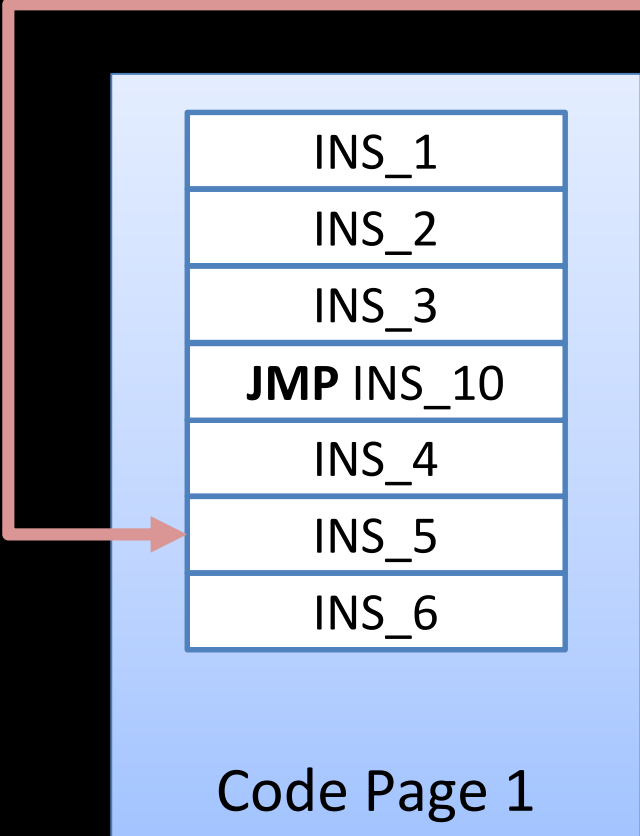 INS_1
INS_2
INS_3
JMP INS_10
INS_4
INS_5
INS_6
Code Page 1